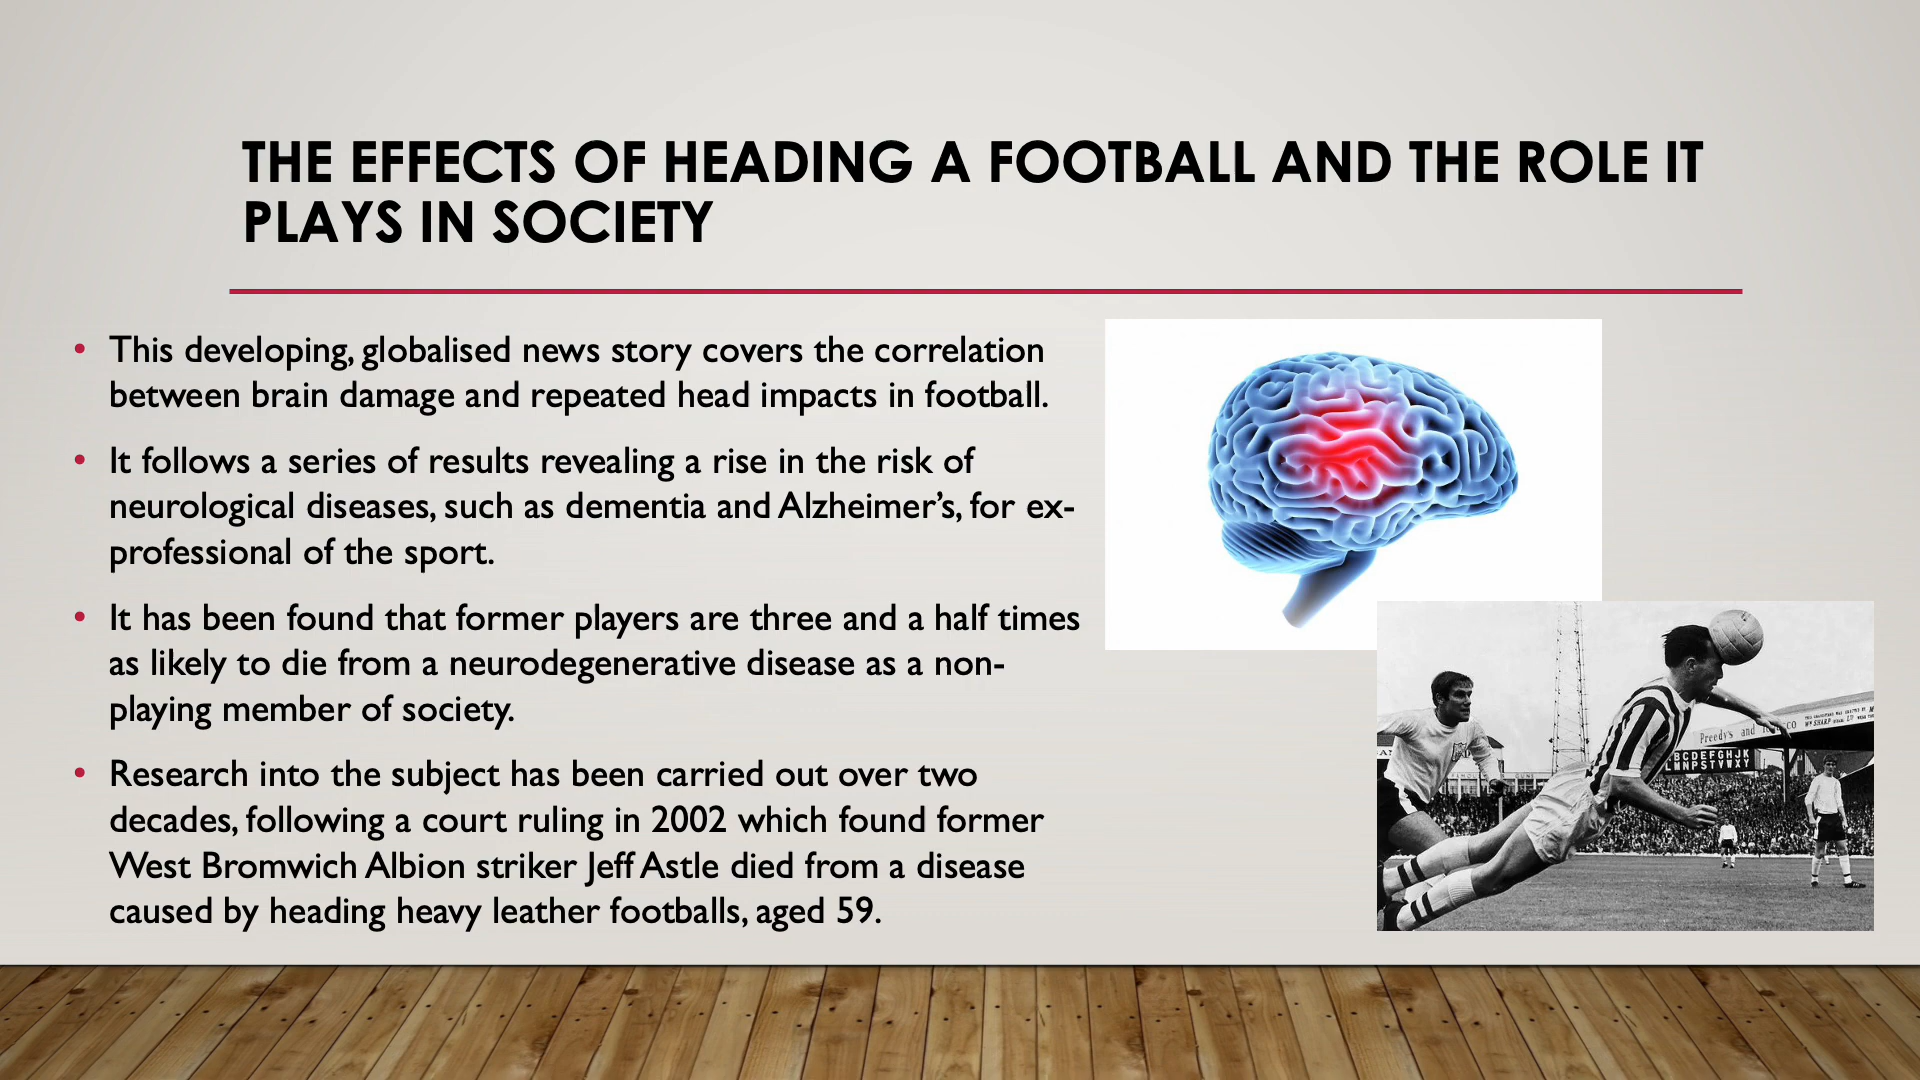 THE EFFECTS OF HEADING A FOOTBALL AND THE ROLE IT
PLAYS IN SOCIETY
• This developing, globalised news story covers the correlation
between brain damage and repeated head impacts in football.
• It follows a series of results revealing a rise in the risk of
neurological diseases, such as dementia and Alzheimer’s, for ex-
professional of the sport.
• It has been found that former players are three and a half times
as likely to die from a neurodegenerative disease as a non-
playing member of society.
• Research into the subject has been carried out over two
decades, following a court ruling in 2002 which found former
West Bromwich Albion striker Jeff Astle died from a disease
caused by heading heavy leather footballs, aged 59.
Preedy's and
BCDEFGHJK
LMNPSTVWXY